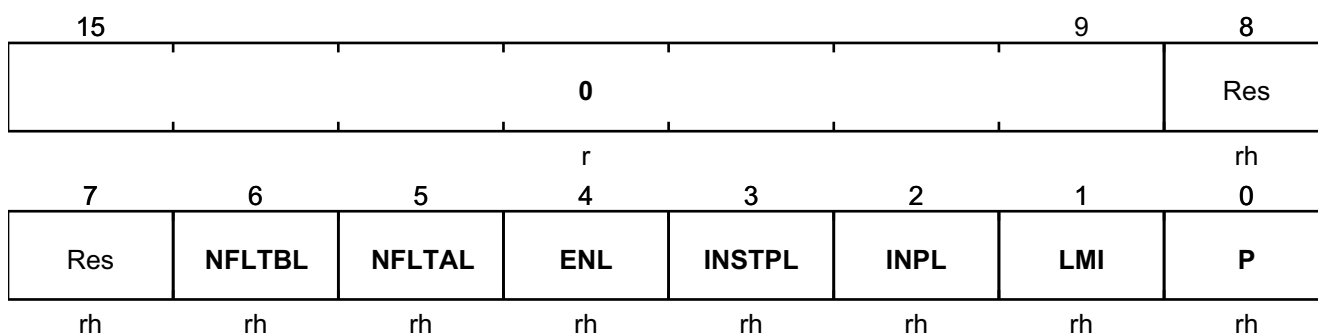 15 9 8
0 Res
r rh
7 6 5 4 3 2 1 0
Res NFLTBL NFLTAL ENL INSTPL INPL LMI P
rh rh rh rh rh rh rh rh